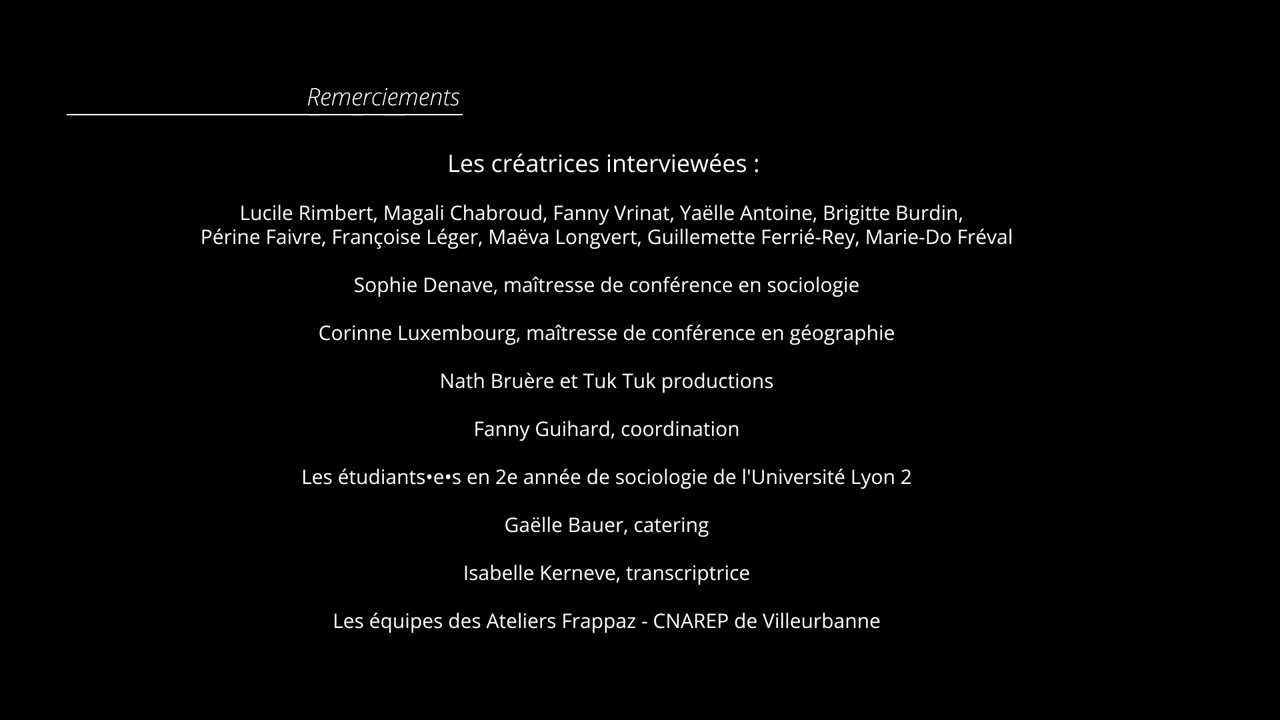 Remerciements
Les créatrices interviewées :
Lucile Rimbert, Magali Chabroud, Fanny Vrinat, Yaëlle Antoine, Brigitte Burdin,
Périne Faivre, Françoise Léger, Maëva Longvert, Guillemette Ferrié-Rey, Marie-Do Fréval
Sophie Denave, maîtresse de conférence en sociologie
Corinne Luxembourg, maîtresse de conférence en géographie
Nath Bruère et Tuk Tuk productions
Fanny Guihard, coordination
Les étudiants•e•s en 2e année de sociologie de l'Université Lyon 2
Gaëlle Bauer, catering
Isabelle Kerneve, transcriptrice
Les équipes des Ateliers Frappaz - CNAREP de Villeurbanne